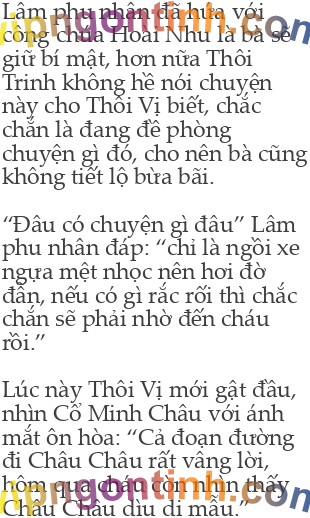 Lâm phu nhân đã hứa với
công chúa Hoài Nhu là bà sẽ
giữ bí mật, hơn nữa Thôi
Trinh không hề nói chuyện
này cho Thôi Vị biết, chắc
chắn là đang đề phòng
chuyện gì đó, cho nên bà cũng
không tiết lộ bừa bãi.

“Đâu có chuyện gì đâu” Lâm
phu nhân đáp: “chỉ là ngồi xe
ngựa mệt nhọc nên hơi đờ
đẫn, nếu có gì rắc rối thì chắc
chắn sẽ phải nhờ đến cháu
rồi.”

Lúc này Thôi Vị mới gật đầu,
nhìn Cố Minh Châu với ánh
mắt ôn hòa: “Cả đoạn đường
đi Châu Châu rất vâng lời,
hôm qua cháu còn nhìn thấy
Châu Châu dìu dì mẫu.”